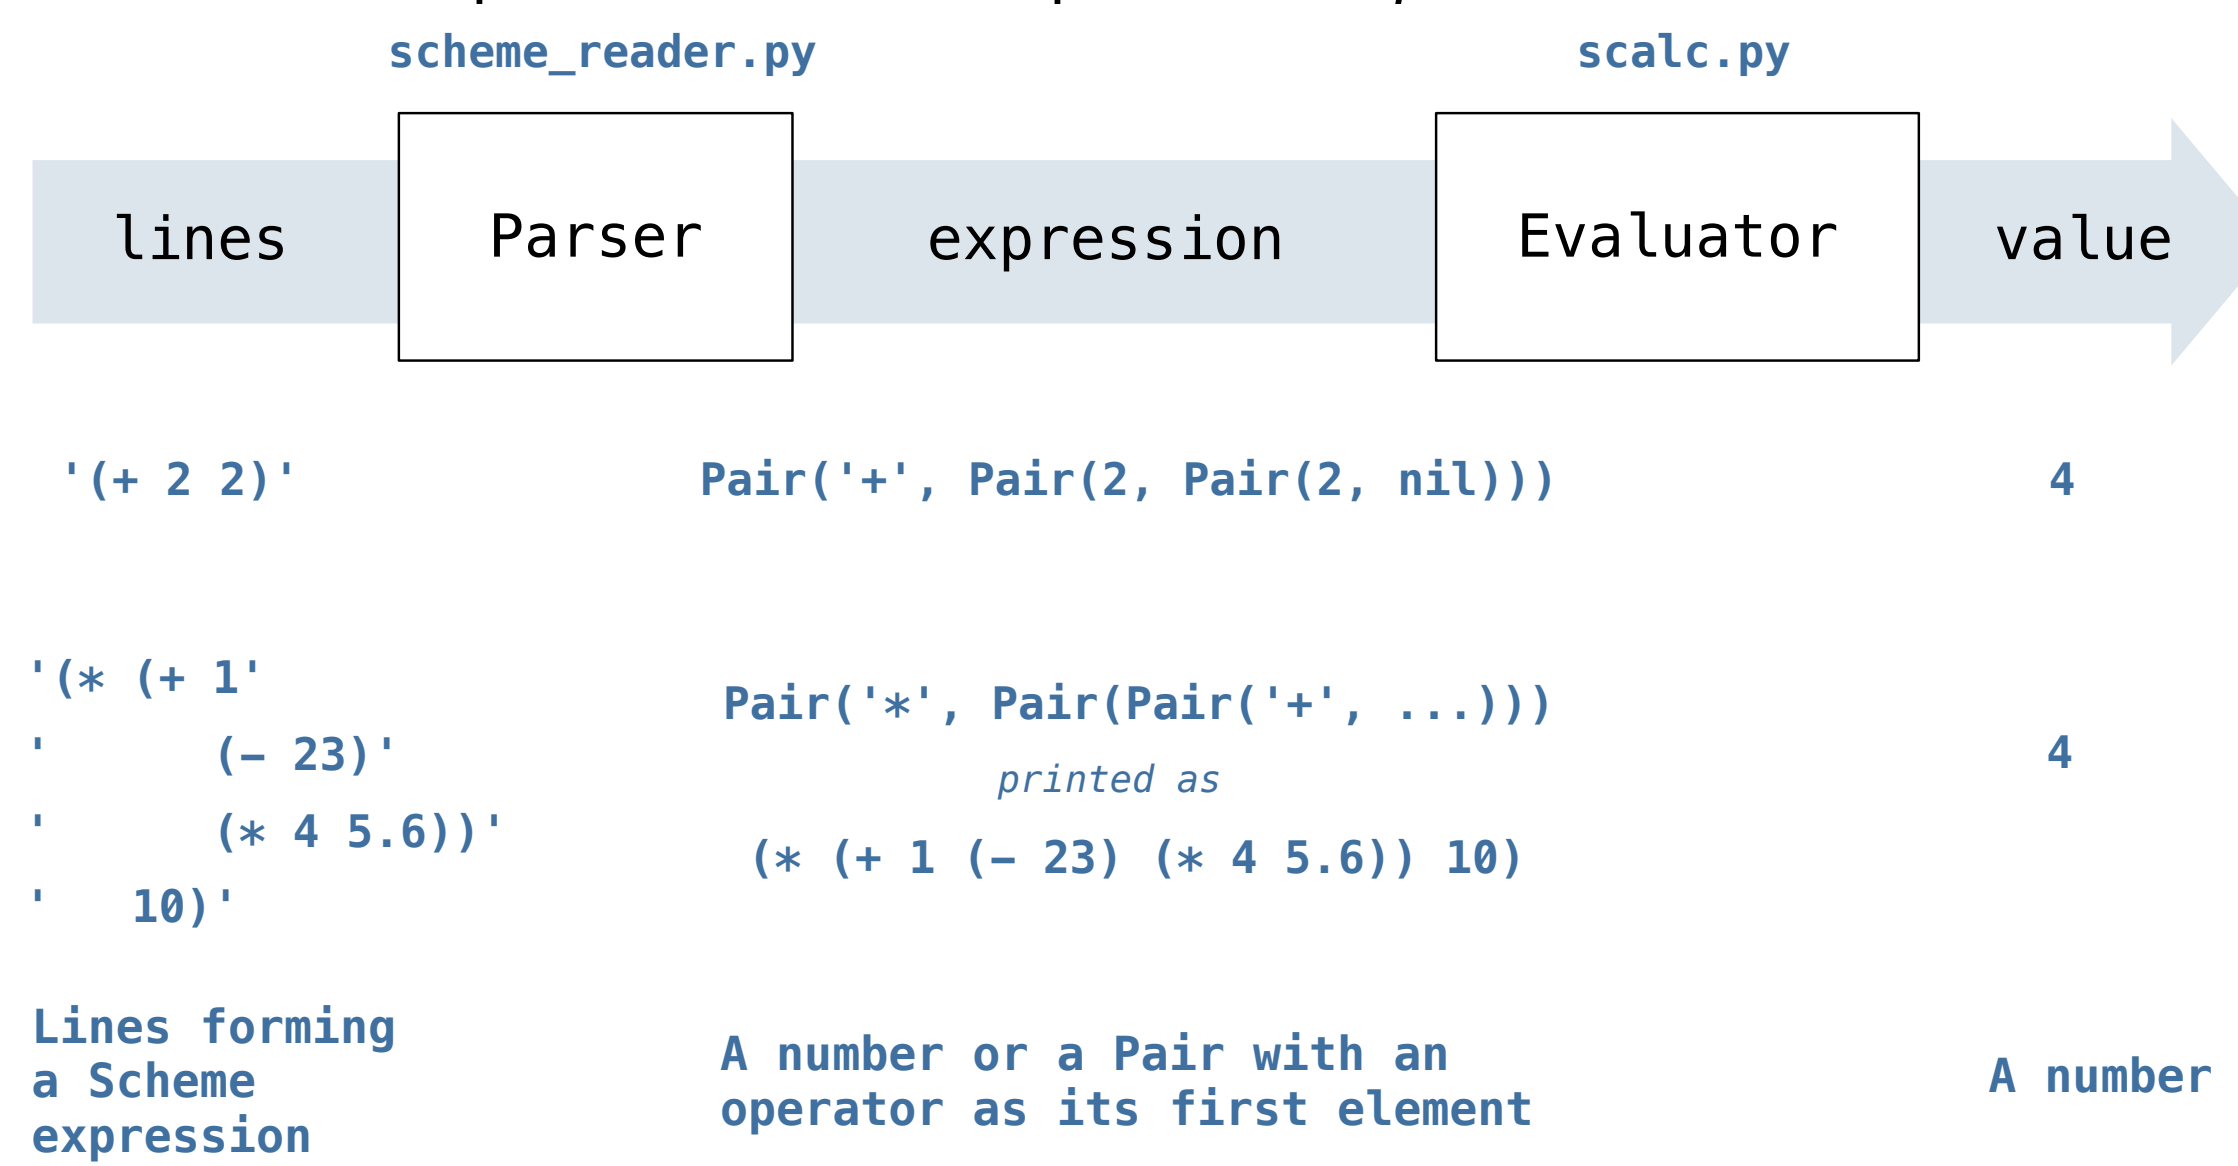 scheme_reader.py
scalc.py
lines
Parser
expression
Evaluator
value
'(+ 2 2)'
Pair('+', Pair(2, Pair(2, nil)))
4
'(* (+ 1'
'      (- 23)'
'      (* 4 5.6))'
'   10)'
Pair('*', Pair(Pair('+', ...)))
printed as
(* (+ 1 (- 23) (* 4 5.6)) 10)
4
Lines forming
a Scheme
expression
A number or a Pair with an
operator as its first element
A number